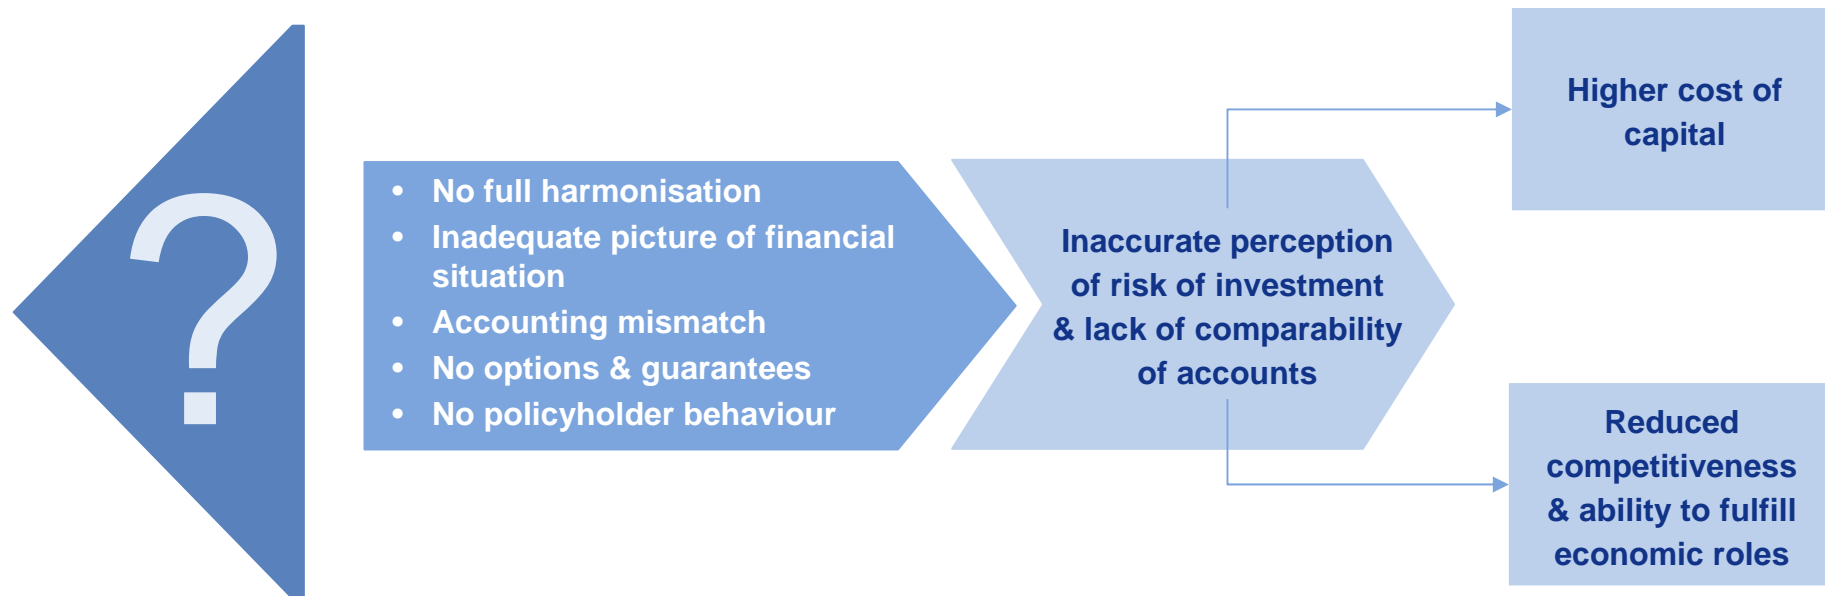 ?
• No full harmonisation
• Inadequate picture of financial
situation
• Accounting mismatch
• No options & guarantees
• No policyholder behaviour
Inaccurate perception
of risk of investment
& lack of comparability
of accounts
Higher cost of
capital
Reduced
competitiveness
& ability to fulfill
economic roles